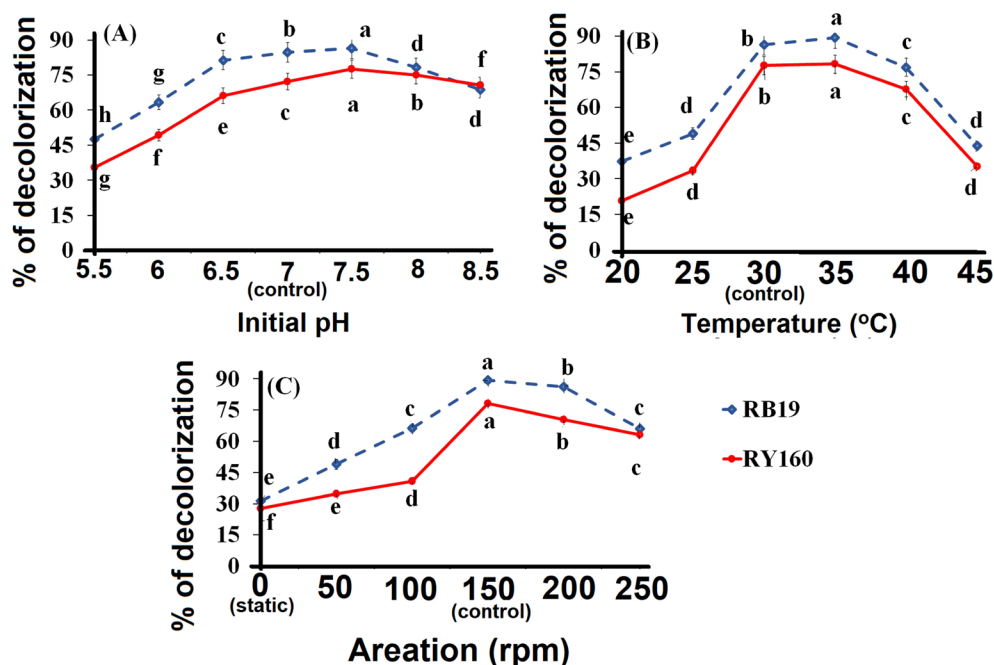 (A)
% of decolorization
90
75
60
45
30
15
0
h g c b a d f
g f e c a b d
5.5 6 6.5 7 7.5 8 8.5
(control)
Initial pH
(B)
% of decolorization
90
75
60
45
30
15
0
e d b a c d
e d b a c d
20 25 30 35 40 45
(control)
Temperature (ºC)
(C)
% of decolorization
90
75
60
45
30
15
0
e d c a b c
f e d a b c
0 50 100 150 200 250
(static) (control)
Areation (rpm)
RB19
RY160